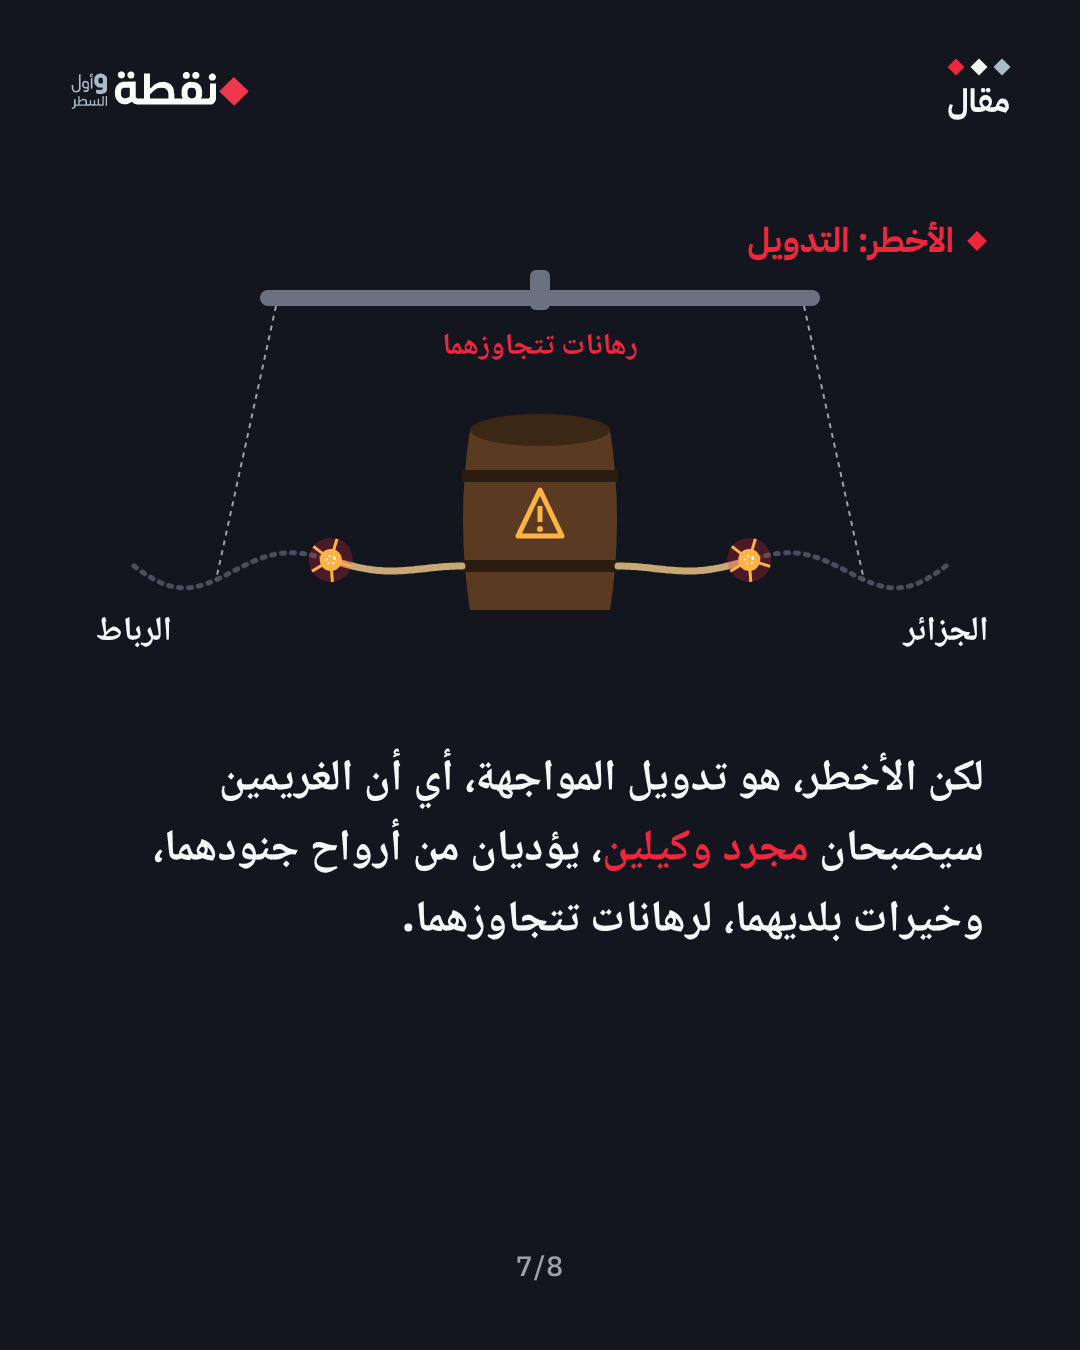 مقال
نقطة
وأول
السطر
الأخطر: التدويل
رهانات تتجاوزهما
الجزائر
الرباط
لكن الأخطر، هو تدويل المواجهة، أي أن الغريمين
سيصبحان مجرد وكيلين، يؤديان من أرواح جنودهما،
وخيرات بلديهما، لرهانات تتجاوزهما.
7/8